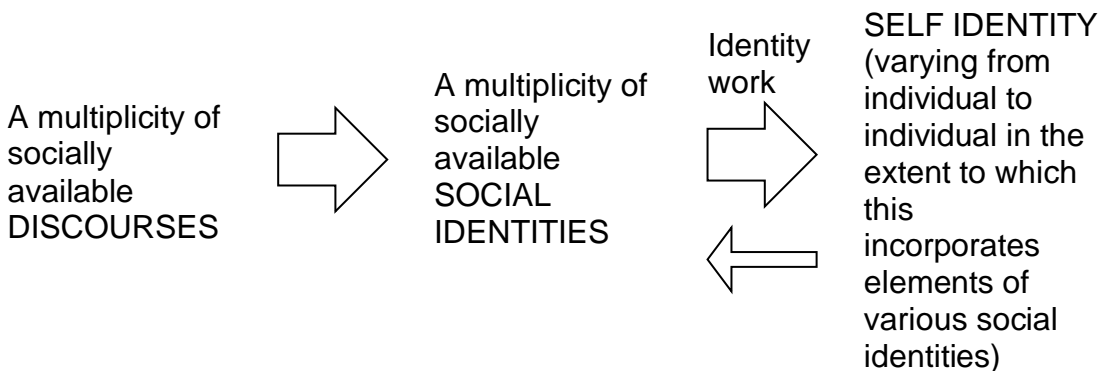 A multiplicity of
socially
available
DISCOURSES
A multiplicity of
socially
available
SOCIAL
IDENTITIES
Identity
work
SELF IDENTITY
(varying from
individual to
individual in the
extent to which
this
incorporates
elements of
various social
identities)